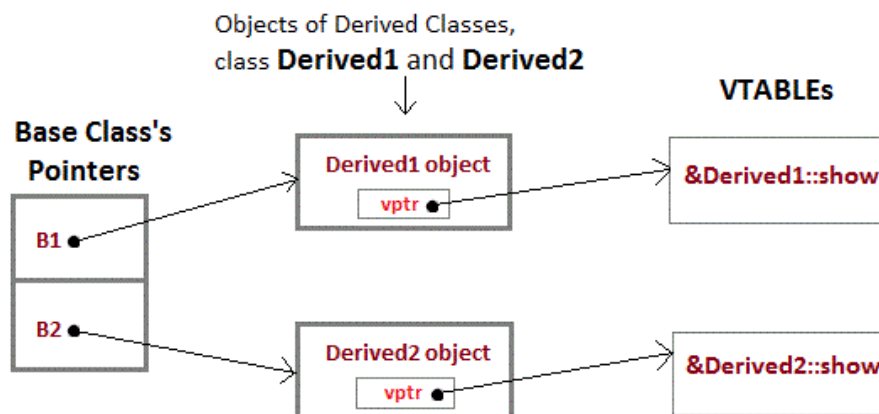 Objects of Derived Classes,
class Derived1 and Derived2
VTABLEs
Base Class's
Pointers
Derived1 object
vptr
&Derived1::show
B1
B2
Derived2 object
vptr
&Derived2::show